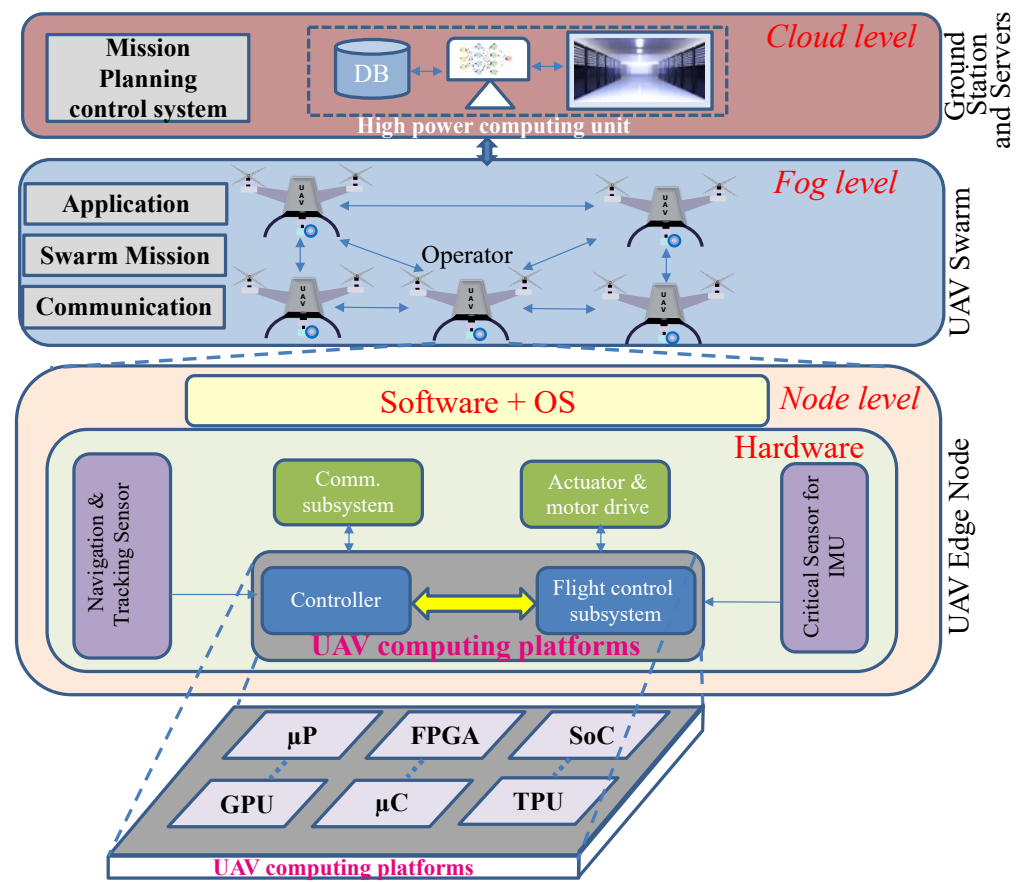 Mission
Planning
control system
DB
High power computing unit
Cloud level
Ground
Station
and Servers
Fog level
Application
Swarm Mission
Communication
UAV
UAV
Operator
UAV
UAV
UAV
UAV Swarm
Software + OS
Node level
Hardware
Navigation &
Tracking Sensor
Comm.
subsystem
Actuator &
motor drive
Critical Sensor for
IMU
Controller
Flight control
subsystem
UAV computing platforms
UAV Edge Node
µP
FPGA
SoC
GPU
µC
TPU
UAV computing platforms